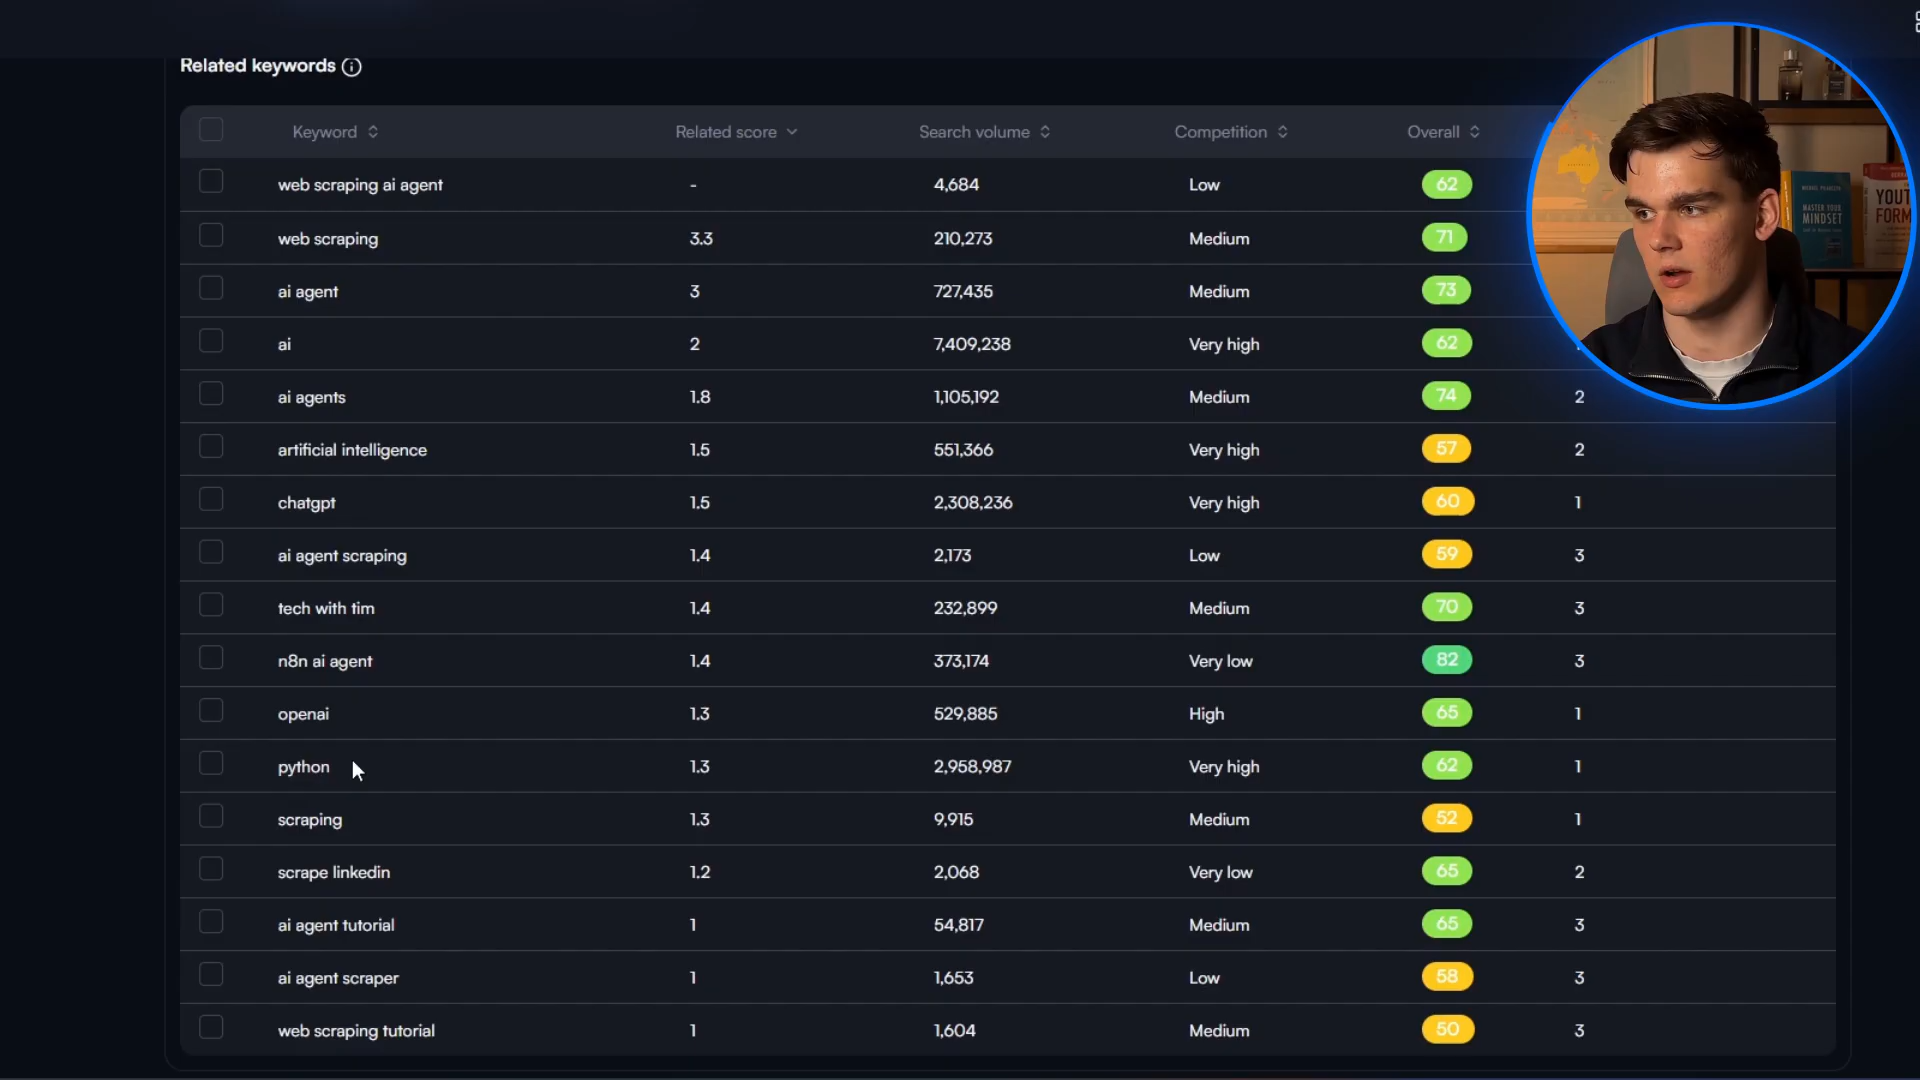 Related keywords
Keyword Related score Search volume Competition Overall
web scraping ai agent - 4,684 Low 62
web scraping 3.3 210,273 Medium 71
ai agent 3 727,435 Medium 73
ai 2 7,409,238 Very high 62
ai agents 1.8 1,105,192 Medium 74 2
artificial intelligence 1.5 551,366 Very high 57 2
chatgpt 1.5 2,308,236 Very high 60 1
ai agent scraping 1.4 2,173 Low 59 3
tech with tim 1.4 232,899 Medium 70 3
n8n ai agent 1.4 373,174 Very low 82 3
openai 1.3 529,885 High 65 1
python 1.3 2,958,987 Very high 62 1
scraping 1.3 9,915 Medium 52 1
scrape linkedin 1.2 2,068 Very low 65 2
ai agent tutorial 1 54,817 Medium 65 3
ai agent scraper 1 1,653 Low 58 3
web scraping tutorial 1 1,604 Medium 50 3
MASTER YOUR
MINDSET
YOUT
FORM